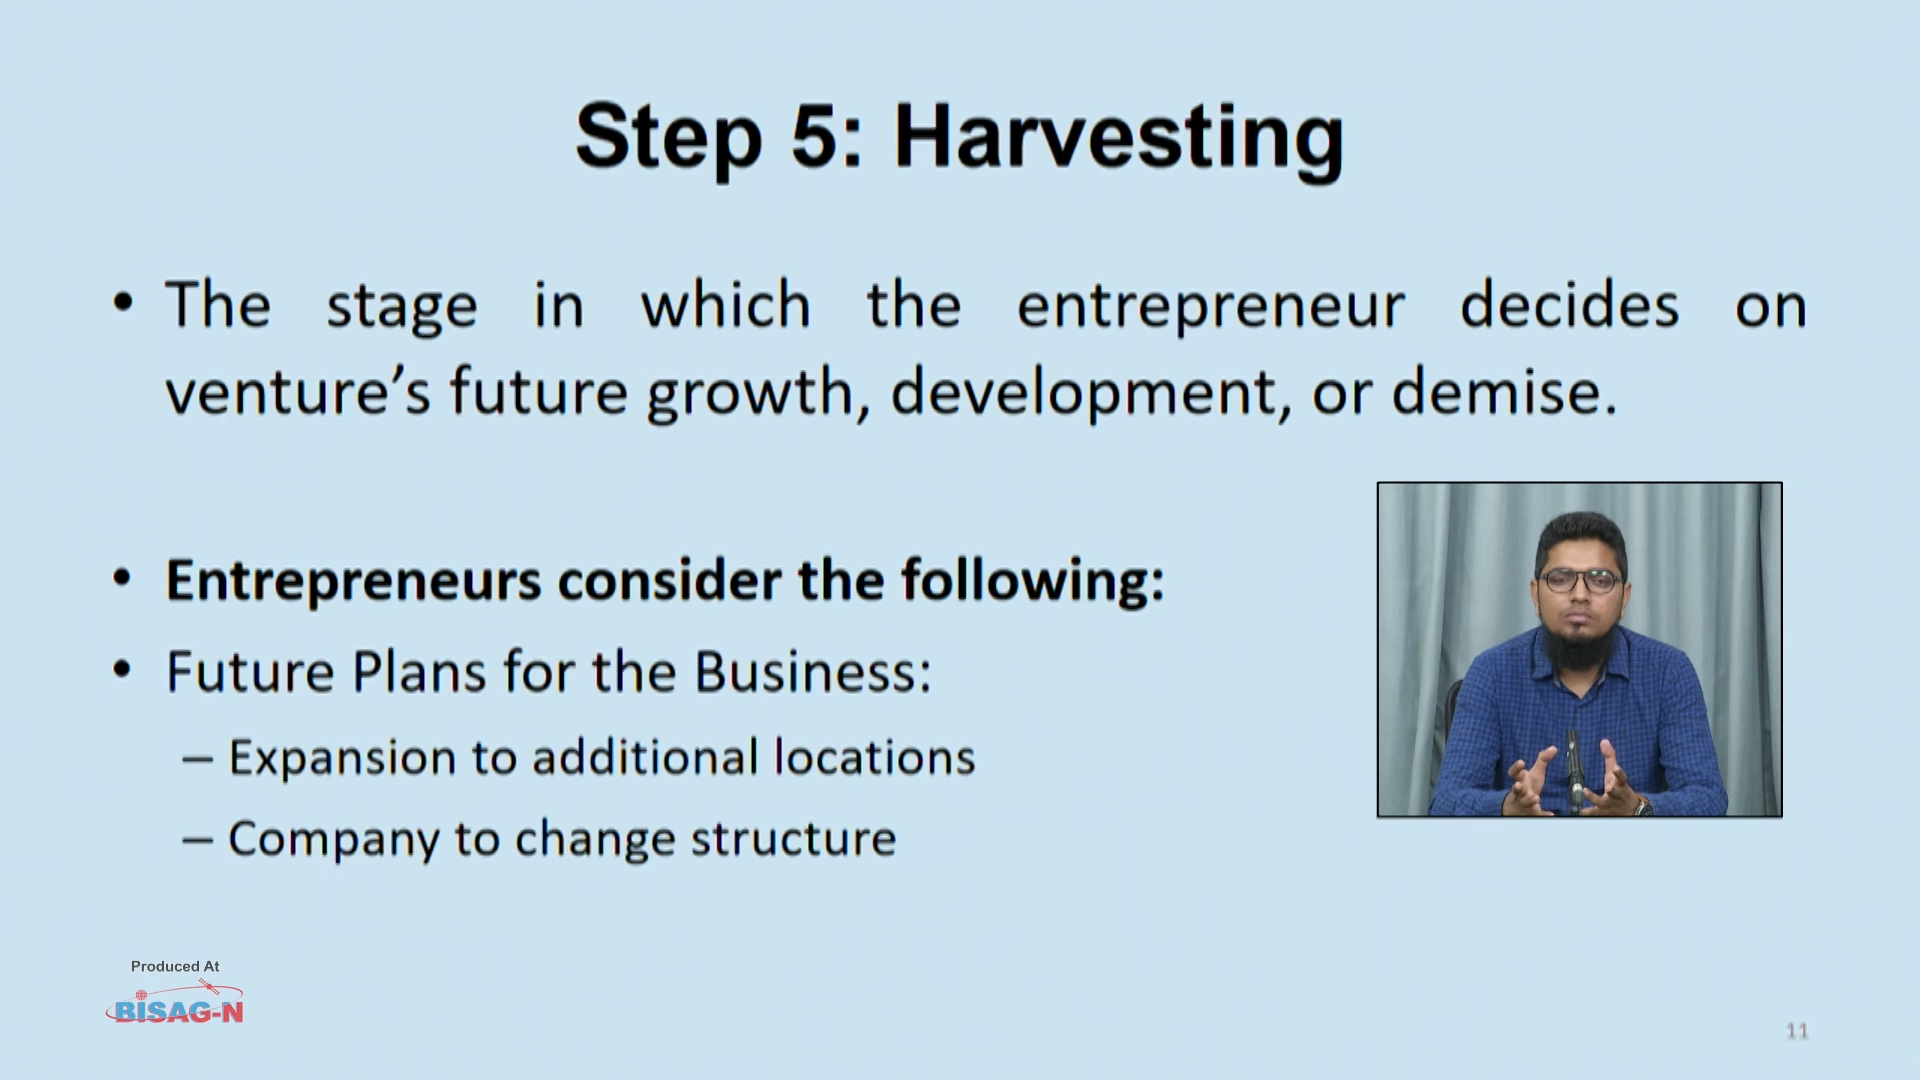 Step 5: Harvesting
• The stage in which the entrepreneur decides on
venture’s future growth, development, or demise.
• Entrepreneurs consider the following:
• Future Plans for the Business:
– Expansion to additional locations
– Company to change structure
Produced At
BISAG-N
11